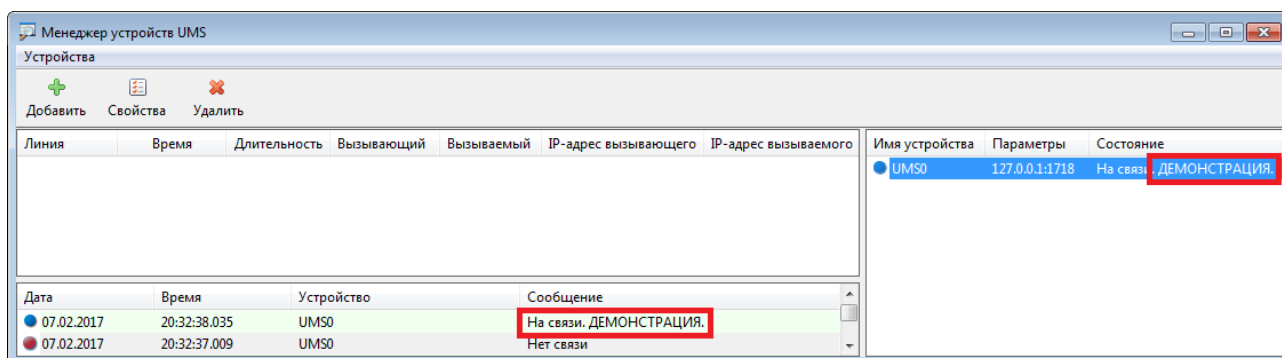 Менеджер устройств UMS
Устройства
Добавить Свойства Удалить
Линия Время Длительность Вызывающий Вызываемый IP-адрес вызывающего IP-адрес вызываемого
Имя устройства Параметры Состояние
UMS0 127.0.0.1:1718 На связи. ДЕМОНСТРАЦИЯ.
Дата Время Устройство Сообщение
07.02.2017 20:32:38.035 UMS0 На связи. ДЕМОНСТРАЦИЯ.
07.02.2017 20:32:37.009 UMS0 Нет связи